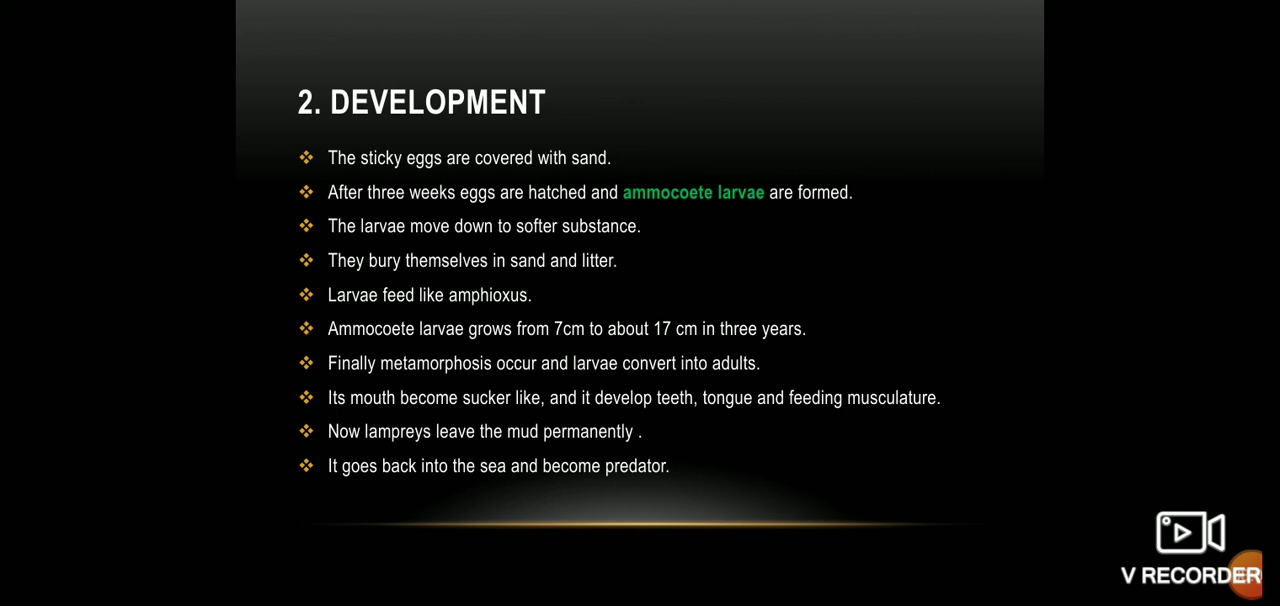 2. DEVELOPMENT
The sticky eggs are covered with sand.
After three weeks eggs are hatched and ammocoete larvae are formed.
The larvae move down to softer substance.
They bury themselves in sand and litter.
Larvae feed like amphioxus.
Ammocoete larvae grows from 7cm to about 17 cm in three years.
Finally metamorphosis occur and larvae convert into adults.
Its mouth become sucker like, and it develop teeth, tongue and feeding musculature.
Now lampreys leave the mud permanently .
It goes back into the sea and become predator.
V RECORDER